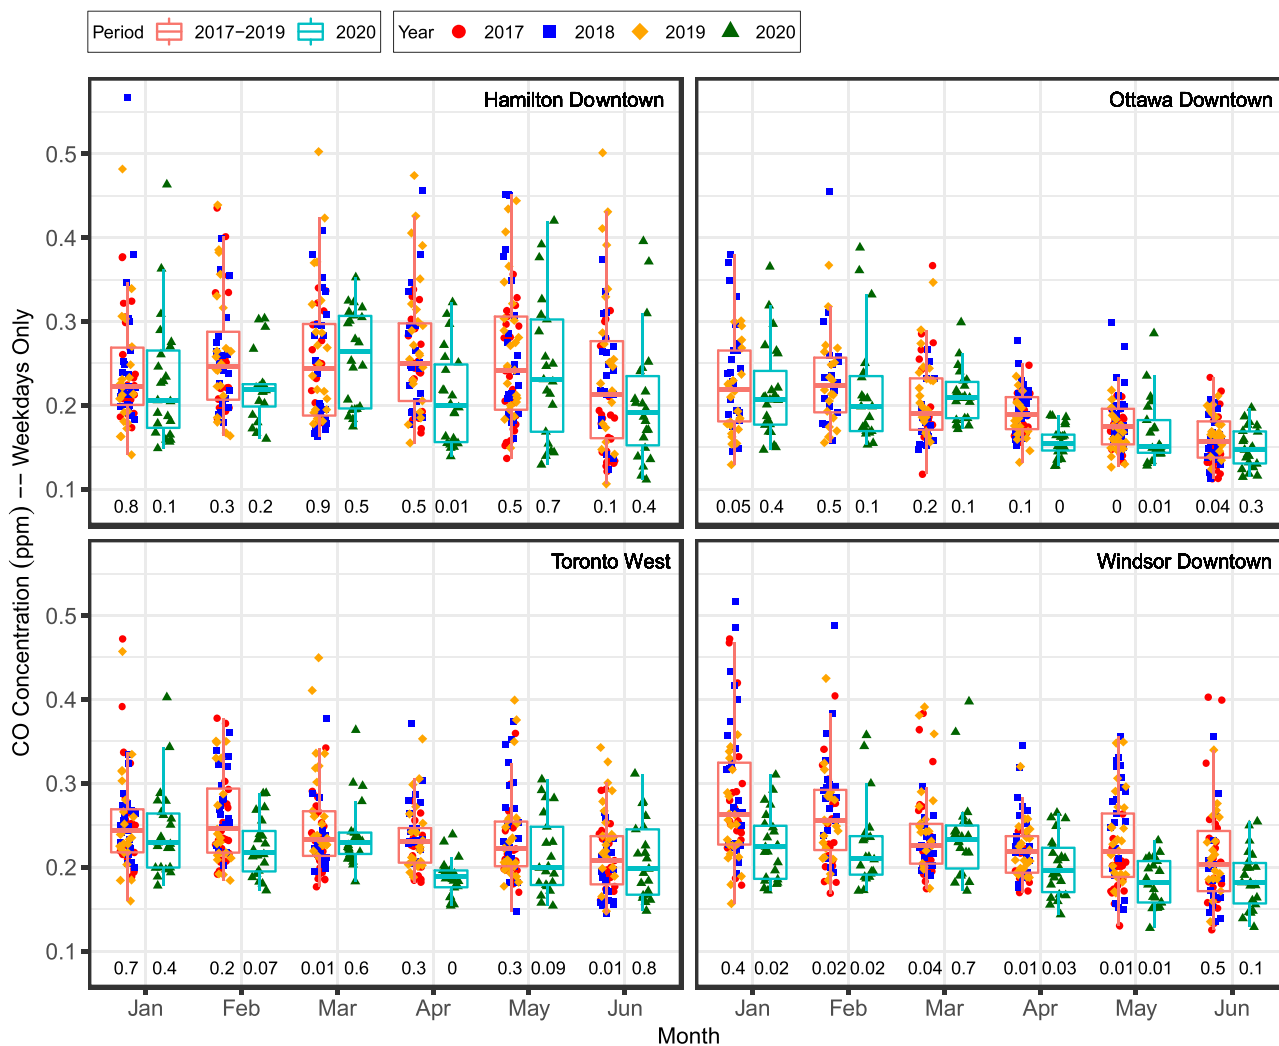 Period 2017−2019 2020 Year 2017 2018 2019 2020
Hamilton Downtown
Ottawa Downtown
0.5
0.4
0.3
0.2
0.1
0.8 0.1 0.3 0.2 0.9 0.5 0.5 0.01 0.5 0.7 0.1 0.4
0.05 0.4 0.5 0.1 0.2 0.1 0.1 0 0 0.01 0.04 0.3
CO Concentration (ppm) −− Weekdays Only
Toronto West
Windsor Downtown
0.5
0.4
0.3
0.2
0.1
0.7 0.4 0.2 0.07 0.01 0.6 0.3 0 0.3 0.09 0.01 0.8
0.4 0.02 0.02 0.02 0.04 0.7 0.01 0.03 0.01 0.01 0.5 0.1
Jan Feb Mar Apr May Jun
Jan Feb Mar Apr May Jun
Month